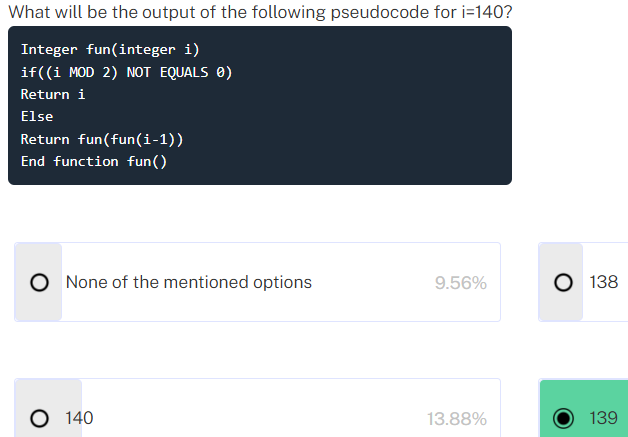 What will be the output of the following pseudocode for i=140?
Integer fun(integer i)
if((i MOD 2) NOT EQUALS 0)
Return i
Else
Return fun(fun(i-1))
End function fun()
None of the mentioned options 9.56%
138
140 13.88%
139